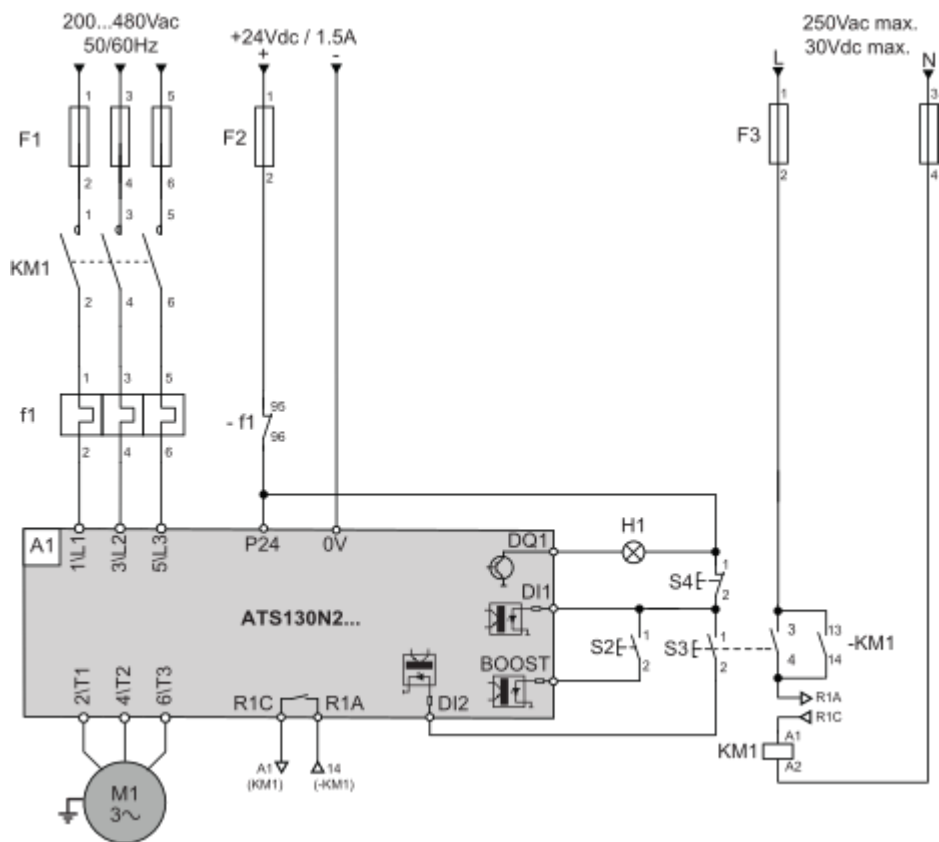 200...480Vac
50/60Hz
+24Vdc / 1.5A
+ -
250Vac max.
30Vdc max.
L N
1 3 5 1 1 3
F1 F2 F3
2 4 6 2 2 4
1 3 5
KM1
2 4 6
1 3 5
f1
2 4 6
- f1
95
96
A1
1\L1
3\L2
5\L3
P24
0V
DQ1
H1
S4
1
2
DI1
ATS130N2...
S2
1
2
S3
1
2
3
4
13
14
-KM1
BOOST
2\T1
4\T2
6\T3
R1C
R1A
DI2
R1A
R1C
KM1
A1
A2
A1
(KM1)
14
(-KM1)
M1
3~